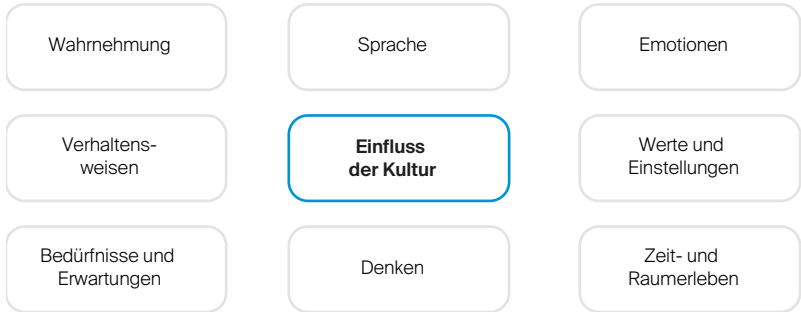 Wahrnehmung
Sprache
Emotionen
Verhaltens-
weisen
Einfluss
der Kultur
Werte und
Einstellungen
Bedürfnisse und
Erwartungen
Denken
Zeit- und
Raumerleben